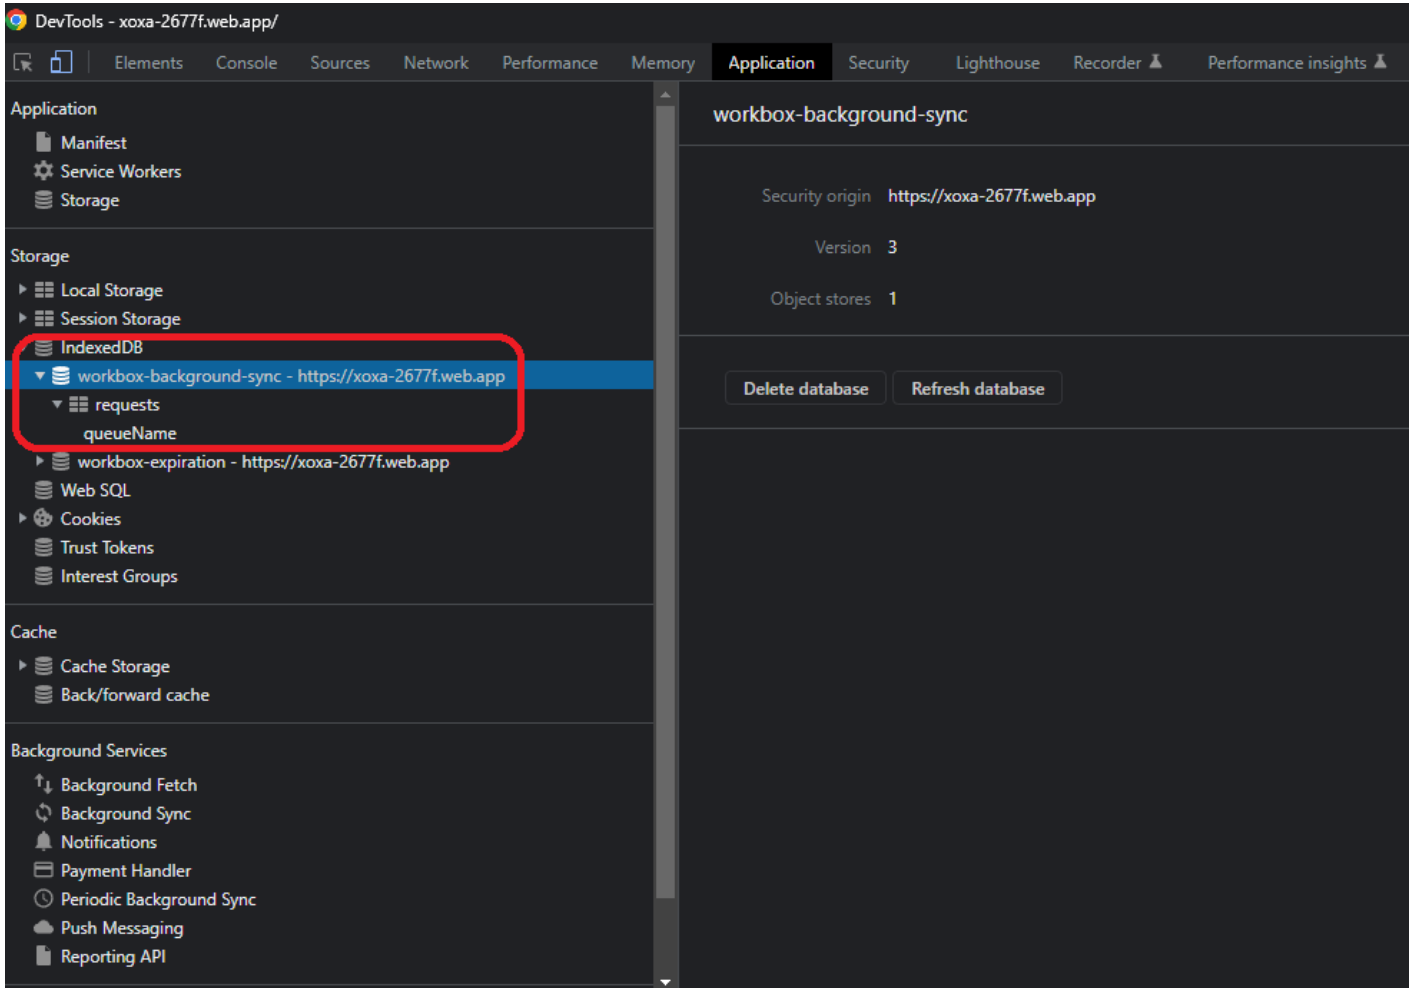 DevTools - xoxa-2677f.web.app/
Elements Console Sources Network Performance Memory Application Security Lighthouse Recorder Performance insights
Application
Manifest
Service Workers
Storage
Storage
Local Storage
Session Storage
IndexedDB
workbox-background-sync - https://xoxa-2677f.web.app
requests
queueName
workbox-expiration - https://xoxa-2677f.web.app
Web SQL
Cookies
Trust Tokens
Interest Groups
Cache
Cache Storage
Back/forward cache
Background Services
Background Fetch
Background Sync
Notifications
Payment Handler
Periodic Background Sync
Push Messaging
Reporting API
workbox-background-sync
Security origin https://xoxa-2677f.web.app
Version 3
Object stores 1
Delete database Refresh database